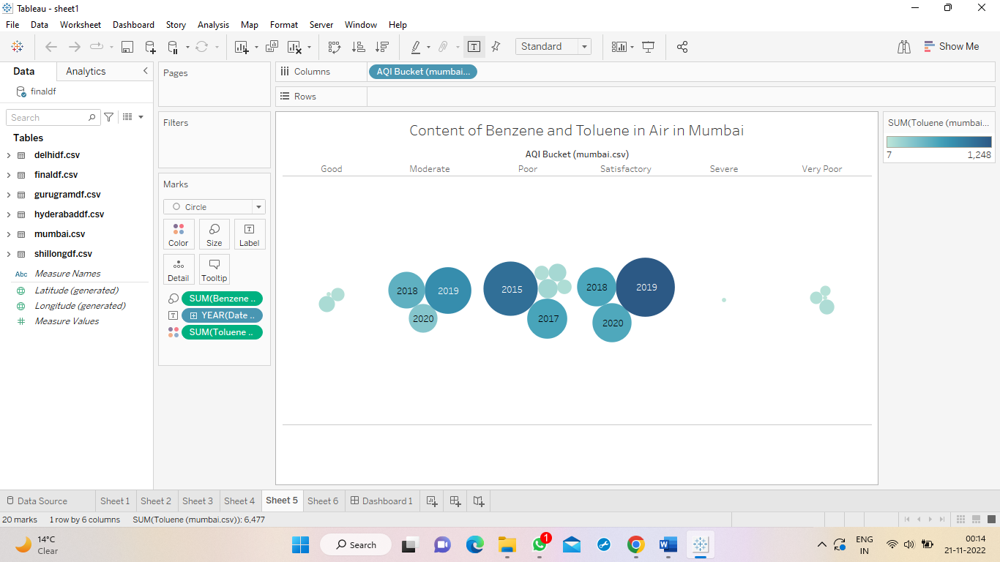 Tableau - sheet1
File Data Worksheet Dashboard Story Analysis Map Format Server Window Help
Standard
Show Me
Data Analytics
finaldf
Search
Tables
delhidf.csv
finaldf.csv
gurugramdf.csv
hyderabaddf.csv
mumbai.csv
shillongdf.csv
Abc Measure Names
Latitude (generated)
Longitude (generated)
# Measure Values
Pages
Filters
Marks
Circle
Color Size Label
Detail Tooltip
SUM(Benzene ..
YEAR(Date ..
SUM(Toluene ..
Columns AQI Bucket (mumbai...
Rows
Content of Benzene and Toluene in Air in Mumbai
AQI Bucket (mumbai.csv)
Good Moderate Poor Satisfactory Severe Very Poor
2018 2019 2015 2018 2019
2020 2017 2020
SUM(Toluene (mumbai...
7 1,248
Data Source Sheet 1 Sheet 2 Sheet 3 Sheet 4 Sheet 5 Sheet 6 Dashboard 1
20 marks 1 row by 6 columns SUM(Toluene (mumbai.csv)): 6,477
14°C
Clear
Search
1
ENG
IN
00:14
21-11-2022